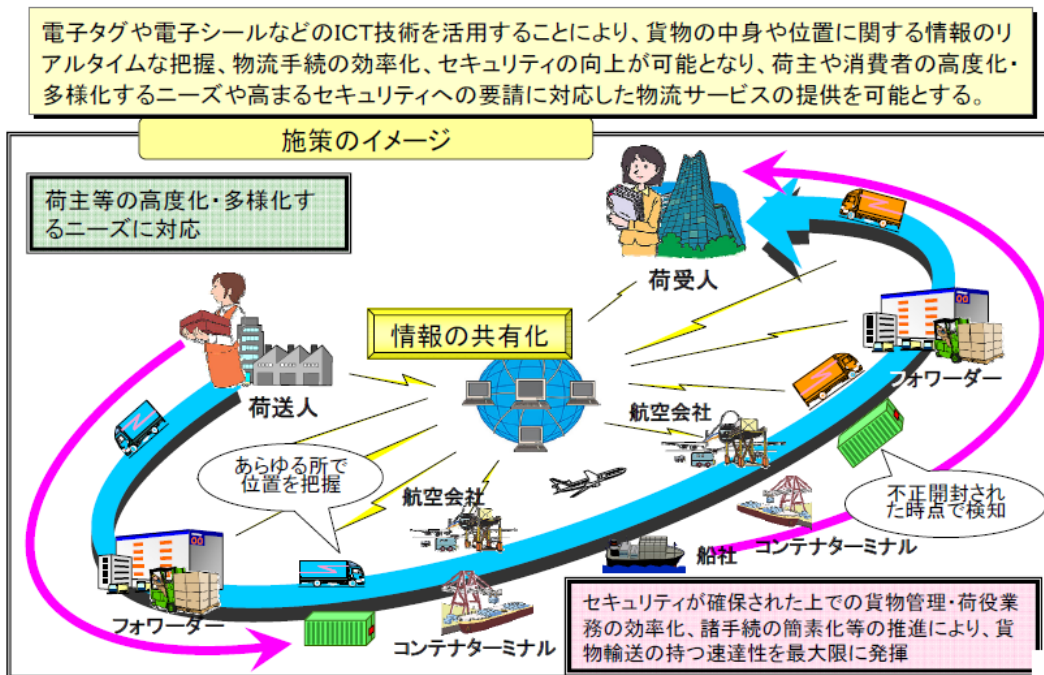 電子タグや電子シールなどのICT技術を活用することにより、貨物の中身や位置に関する情報のリ
アルタイムな把握、物流手続の効率化、セキュリティの向上が可能となり、荷主や消費者の高度化・
多様化するニーズや高まるセキュリティへの要請に対応した物流サービスの提供を可能とする。
施策のイメージ
荷主等の高度化・多様化す
るニーズに対応
荷受人
情報の共有化
荷送人
フォワーダー
航空会社
あらゆる所で
位置を把握
航空会社
不正開封され
た時点で検知
船社
コンテナターミナル
フォワーダー
コンテナターミナル
セキュリティが確保された上での貨物管理・荷役業
務の効率化、諸手続の簡素化等の推進により、貨
物輸送の持つ速達性を最大限に発揮